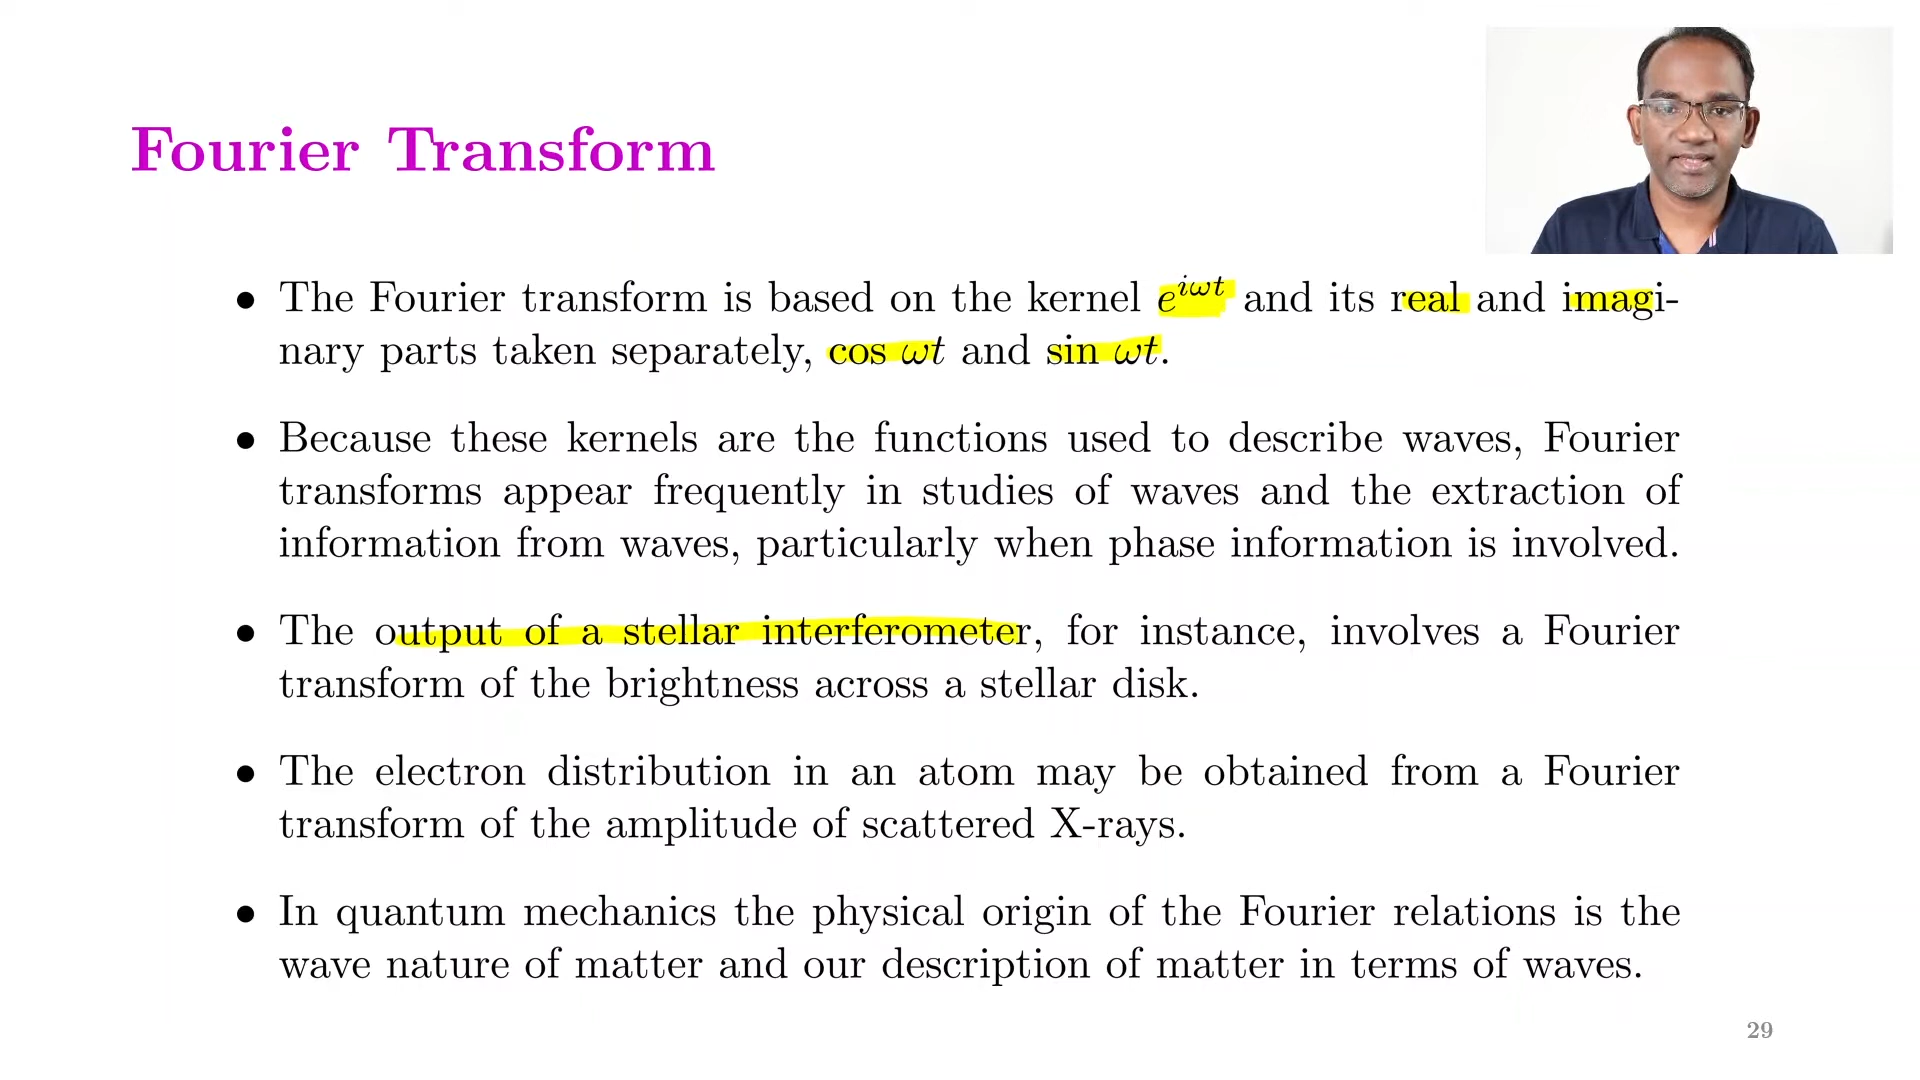 Fourier Transform
• The Fourier transform is based on the kernel e^{iωt} and its real and imagi-
nary parts taken separately, cos ωt and sin ωt.
• Because these kernels are the functions used to describe waves, Fourier
transforms appear frequently in studies of waves and the extraction of
information from waves, particularly when phase information is involved.
• The output of a stellar interferometer, for instance, involves a Fourier
transform of the brightness across a stellar disk.
• The electron distribution in an atom may be obtained from a Fourier
transform of the amplitude of scattered X-rays.
• In quantum mechanics the physical origin of the Fourier relations is the
wave nature of matter and our description of matter in terms of waves.
29